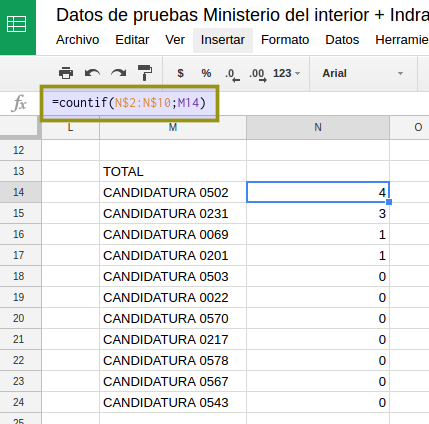 Datos de pruebas Ministerio del interior + Indra
Archivo Editar Ver Insertar Formato Datos Herramie
$ % .0 .00 123 Arial
fx =countif(N$2:N$10;M14)
L M N O
12
13 TOTAL
14 CANDIDATURA 0502 4
15 CANDIDATURA 0231 3
16 CANDIDATURA 0069 1
17 CANDIDATURA 0201 1
18 CANDIDATURA 0503 0
19 CANDIDATURA 0022 0
20 CANDIDATURA 0570 0
21 CANDIDATURA 0217 0
22 CANDIDATURA 0578 0
23 CANDIDATURA 0567 0
24 CANDIDATURA 0543 0
25